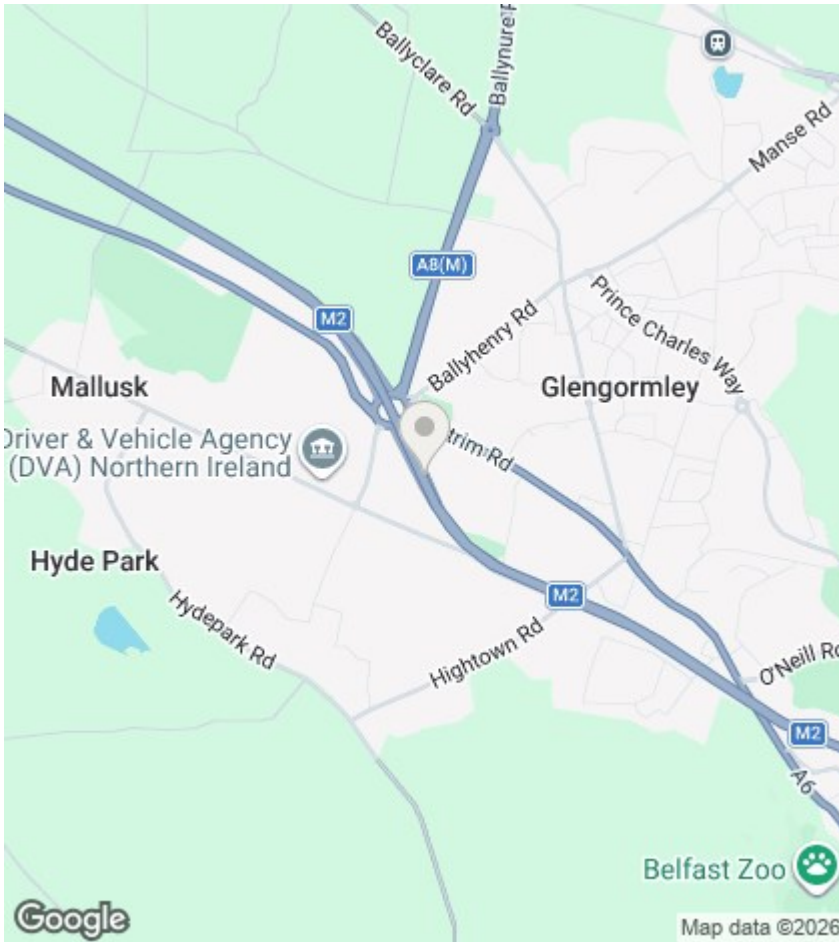 Ballyclare Rd
Ballynure R
Manse Rd
A8(M)
M2
Prince Charles Way
Ballyhenry Rd
Mallusk
Glengormley
Driver & Vehicle Agency
(DVA) Northern Ireland
trim Rd
Hyde Park
M2
Hydepark Rd
Hightown Rd
O'Neill Rd
M2
A6
Belfast Zoo
Google
Map data ©2026